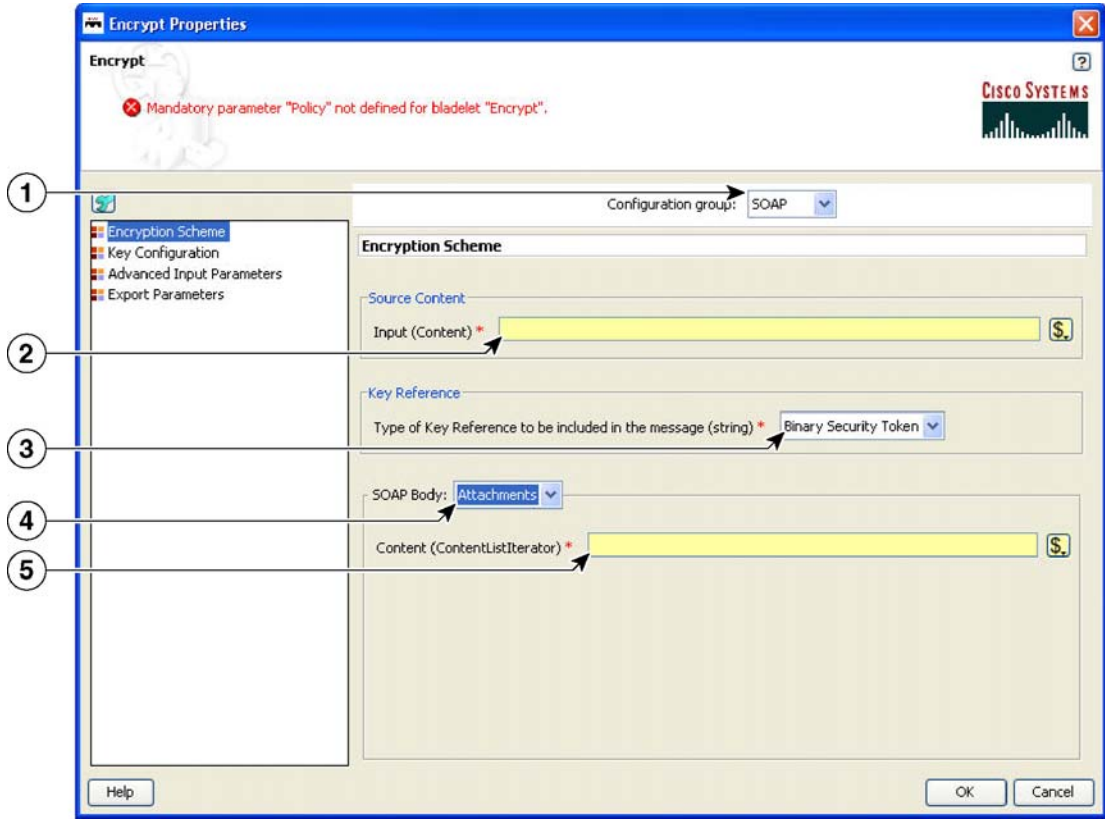 Encrypt Properties
Encrypt
?
Mandatory parameter "Policy" not defined for bladelet "Encrypt".
CISCO SYSTEMS
1
Configuration group: SOAP
Encryption Scheme
Key Configuration
Advanced Input Parameters
Export Parameters
Encryption Scheme
Source Content
Input (Content) *
$
2
Key Reference
Type of Key Reference to be included in the message (string) * Binary Security Token
3
SOAP Body: Attachments
4
Content (ContentListIterator) *
$
5
Help
OK
Cancel